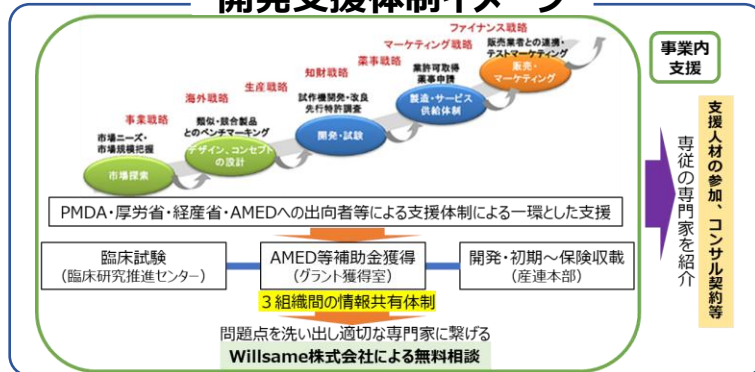 開発支援体制イメージ
ファイナンス戦略
マーケティング戦略
薬事戦略
知財戦略
生産戦略
海外戦略
事業戦略
販売業者との連携・
テストマーケティング
販売・
マーケティング
業許可取得
薬事申請
製造・サービス
供給体制
試作機開発・改良
先行特許調査
開発・試験
類似・競合製品
とのベンチマーキング
デザイン、コンセプト
の設計
市場ニーズ・
市場規模把握
市場探索
PMDA・厚労省・経産省・AMEDへの出向者等による支援体制による一環とした支援
臨床試験
(臨床研究推進センター)
AMED等補助金獲得
(グラント獲得室)
開発・初期～保険収載
(産連本部)
３組織間の情報共有体制
問題点を洗い出し適切な専門家に繋げる
Willsame株式会社による無料相談
事業内
支援
専従の専門家を紹介
支援人材の参加、コンサル契約等